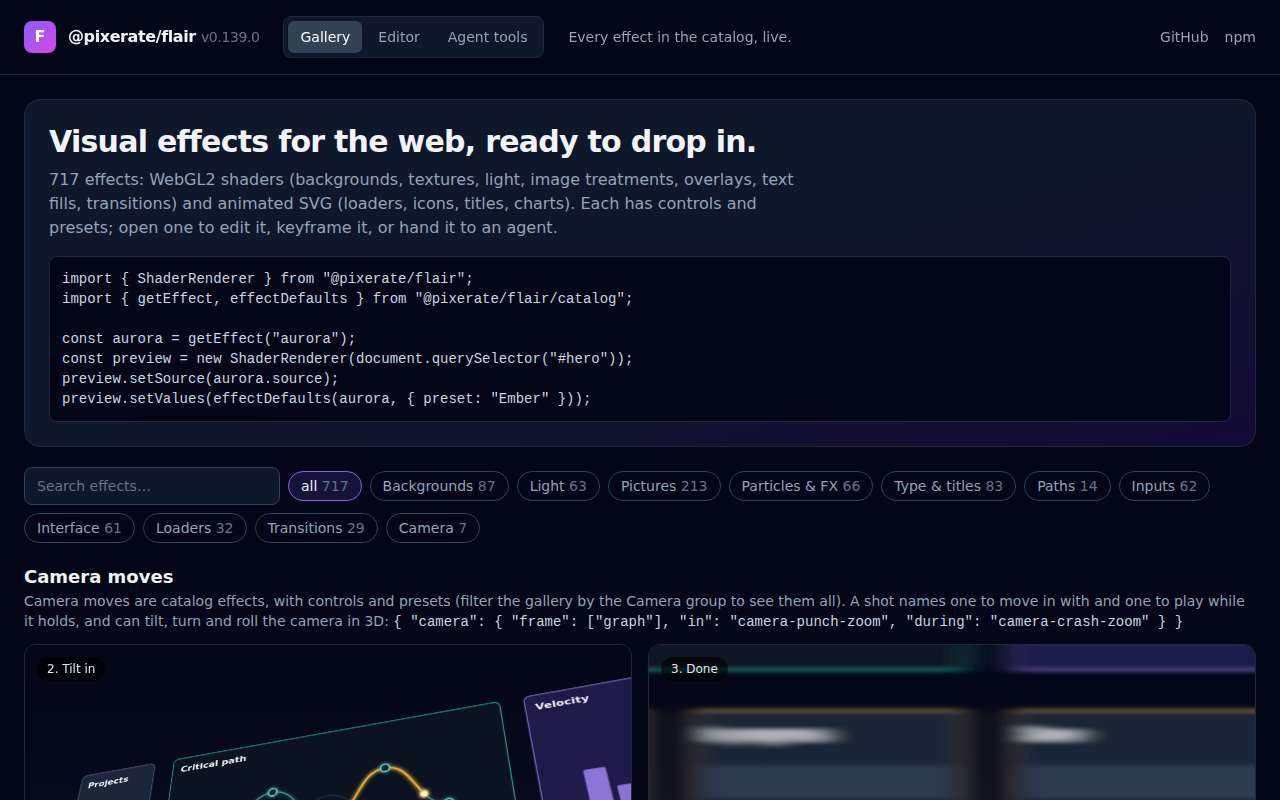 F @pixerate/flair v0.139.0 Gallery Editor Agent tools Every effect in the catalog, live. GitHub npm
Visual effects for the web, ready to drop in.
717 effects: WebGL2 shaders (backgrounds, textures, light, image treatments, overlays, text
fills, transitions) and animated SVG (loaders, icons, titles, charts). Each has controls and
presets; open one to edit it, keyframe it, or hand it to an agent.
import { ShaderRenderer } from "@pixerate/flair";
import { getEffect, effectDefaults } from "@pixerate/flair/catalog";
const aurora = getEffect("aurora");
const preview = new ShaderRenderer(document.querySelector("#hero"));
preview.setSource(aurora.source);
preview.setValues(effectDefaults(aurora, { preset: "Ember" }));
Search effects... all 717 Backgrounds 87 Light 63 Pictures 213 Particles & FX 66 Type & titles 83 Paths 14 Inputs 62
Interface 61 Loaders 32 Transitions 29 Camera 7
Camera moves
Camera moves are catalog effects, with controls and presets (filter the gallery by the Camera group to see them all). A shot names one to move in with and one to play while
it holds, and can tilt, turn and roll the camera in 3D: { "camera": { "frame": ["graph"], "in": "camera-punch-zoom", "during": "camera-crash-zoom" } }
2. Tilt in
3. Done
Velocity
Critical path
Projects